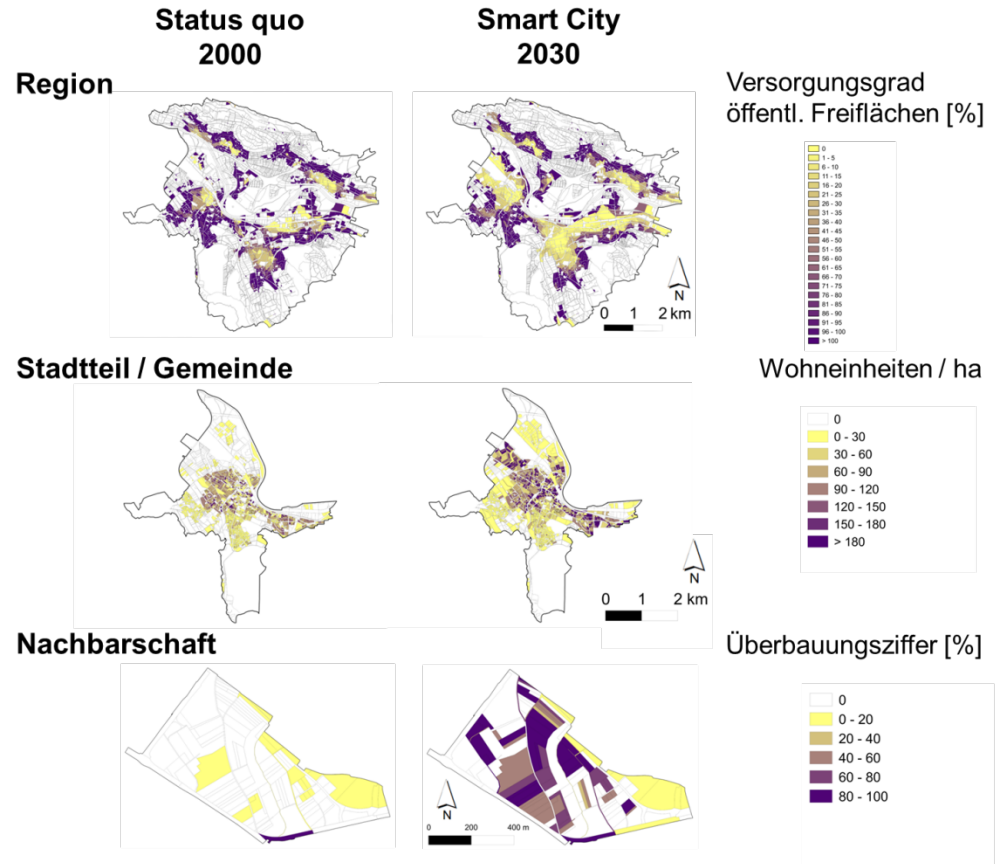 Status quo
2000
Smart City
2030
Region
Versorgungsgrad
öffentl. Freiflächen [%]
0
1 - 5
6 - 10
11 - 15
16 - 20
21 - 25
26 - 30
31 - 35
36 - 40
41 - 45
46 - 50
51 - 55
56 - 60
61 - 65
66 - 70
71 - 75
76 - 80
81 - 85
86 - 90
91 - 95
96 - 100
> 100
N
0 1 2 km
Stadtteil / Gemeinde
Wohneinheiten / ha
0
0 - 30
30 - 60
60 - 90
90 - 120
120 - 150
150 - 180
> 180
N
0 1 2 km
Nachbarschaft
Überbauungsziffer [%]
0
0 - 20
20 - 40
40 - 60
60 - 80
80 - 100
N
0 200 400 m